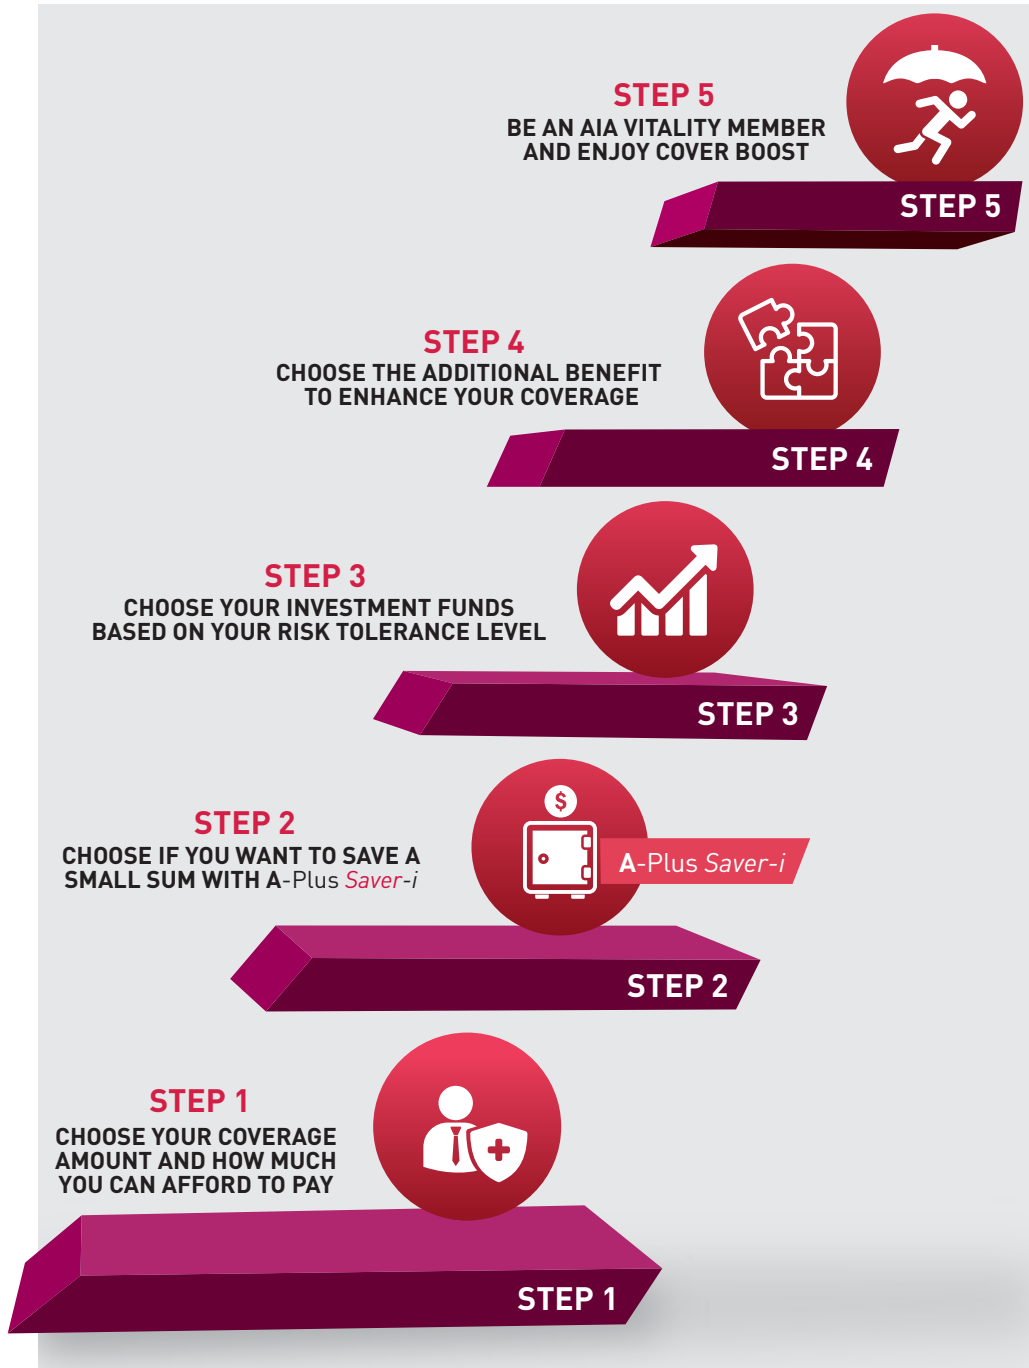 STEP 5
BE AN AIA VITALITY MEMBER
AND ENJOY COVER BOOST
STEP 5
STEP 4
CHOOSE THE ADDITIONAL BENEFIT
TO ENHANCE YOUR COVERAGE
STEP 4
STEP 3
CHOOSE YOUR INVESTMENT FUNDS
BASED ON YOUR RISK TOLERANCE LEVEL
STEP 3
$
STEP 2
CHOOSE IF YOU WANT TO SAVE A
SMALL SUM WITH A-Plus Saver-i
A-Plus Saver-i
STEP 2
STEP 1
CHOOSE YOUR COVERAGE
AMOUNT AND HOW MUCH
YOU CAN AFFORD TO PAY
STEP 1